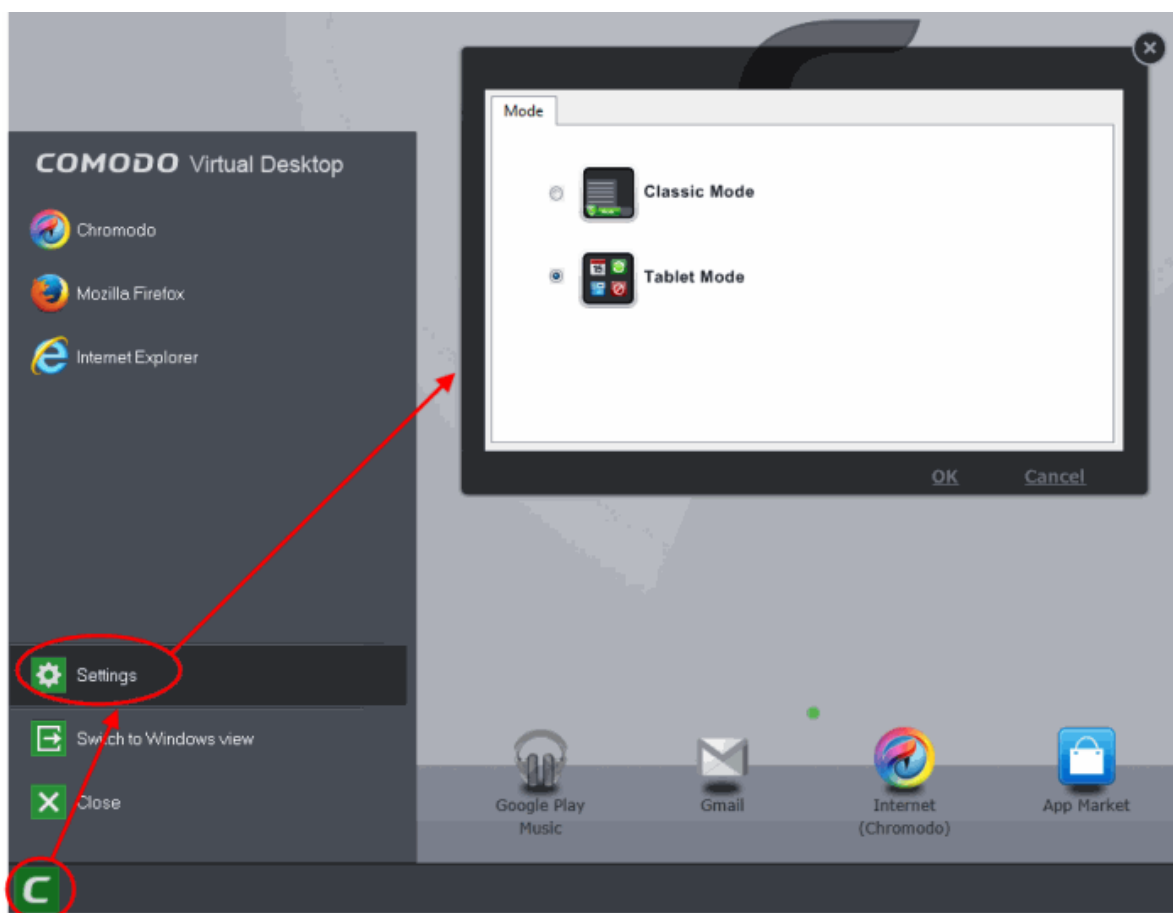 COMODO Virtual Desktop
Chromodo
Mozilla Firefox
Internet Explorer
Settings
Switch to Windows view
Close
C
Mode
Classic Mode
15
Tablet Mode
OK Cancel
Google Play
Music
Gmail
Internet
(Chromodo)
App Market